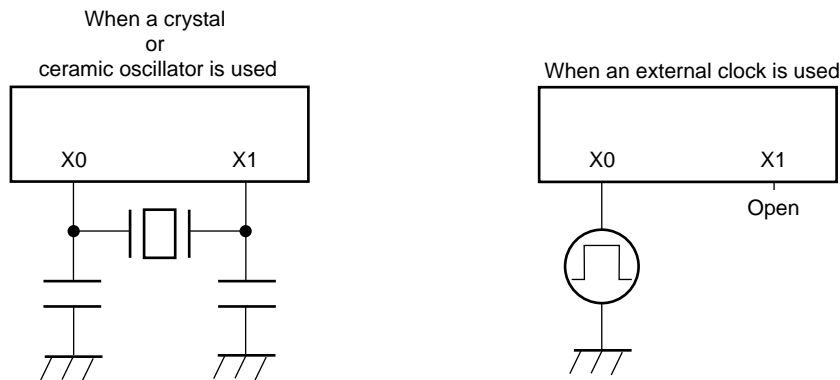 When a crystal
or
ceramic oscillator is used
X0 X1
When an external clock is used
X0 X1
Open